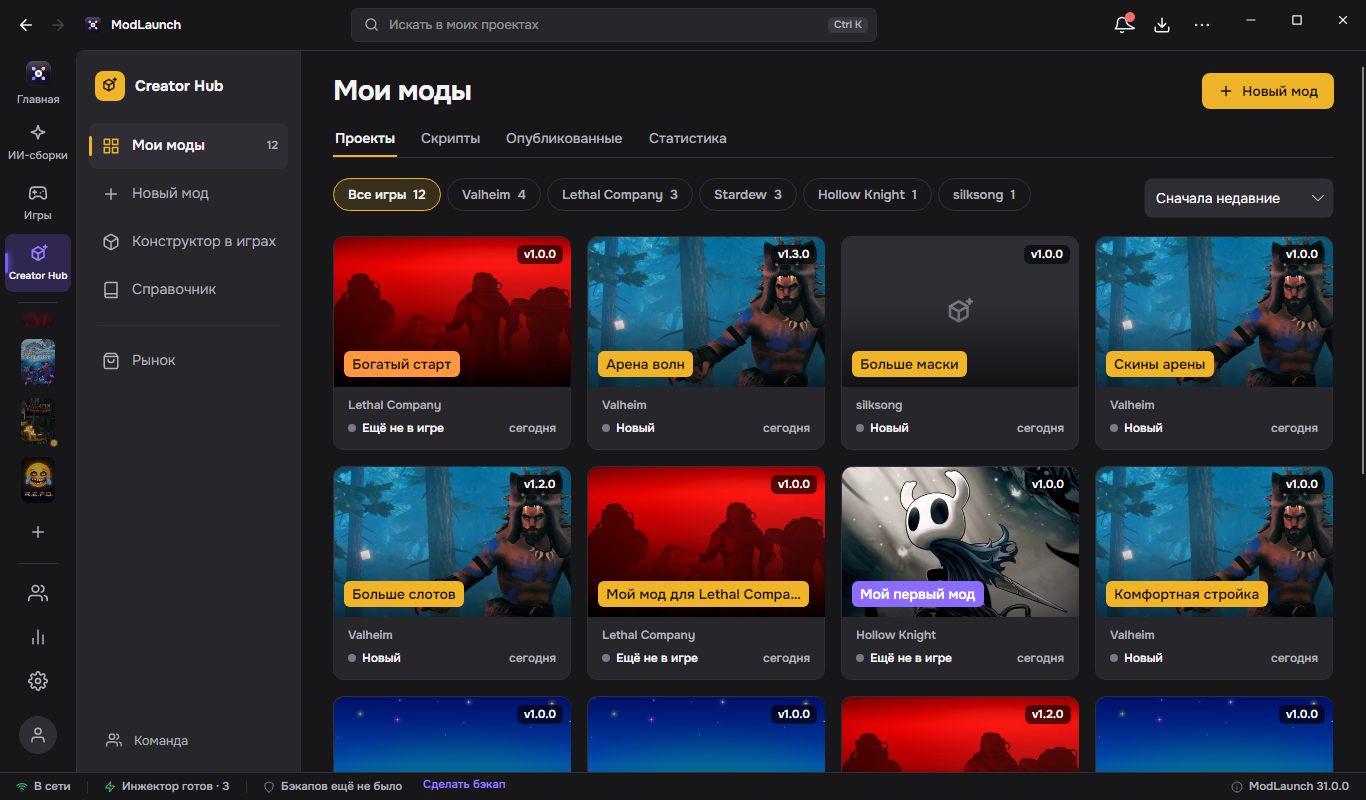 ModLaunch
Искать в моих проектах
Ctrl K
Главная
ИИ-сборки
Игры
Creator Hub
Creator Hub
Мои моды 12
Новый мод
Конструктор в играх
Справочник
Рынок
Команда
Мои моды
Новый мод
Проекты Скрипты Опубликованные Статистика
Все игры 12 Valheim 4 Lethal Company 3 Stardew 3 Hollow Knight 1 silksong 1
Сначала недавние
v1.0.0
Богатый старт
Lethal Company
Ещё не в игре сегодня
v1.3.0
Арена волн
Valheim
Новый сегодня
v1.0.0
Больше маски
silksong
Новый сегодня
v1.0.0
Скины арены
Valheim
Новый сегодня
v1.2.0
Больше слотов
Valheim
Новый сегодня
v1.0.0
Мой мод для Lethal Compa...
Lethal Company
Ещё не в игре сегодня
v1.0.0
Мой первый мод
Hollow Knight
Ещё не в игре сегодня
v1.0.0
Комфортная стройка
Valheim
Новый сегодня
v1.0.0
v1.0.0
v1.2.0
v1.0.0
R.E.P.O.
В сети
Инжектор готов · 3
Бэкапов ещё не было
Сделать бэкап
ModLaunch 31.0.0